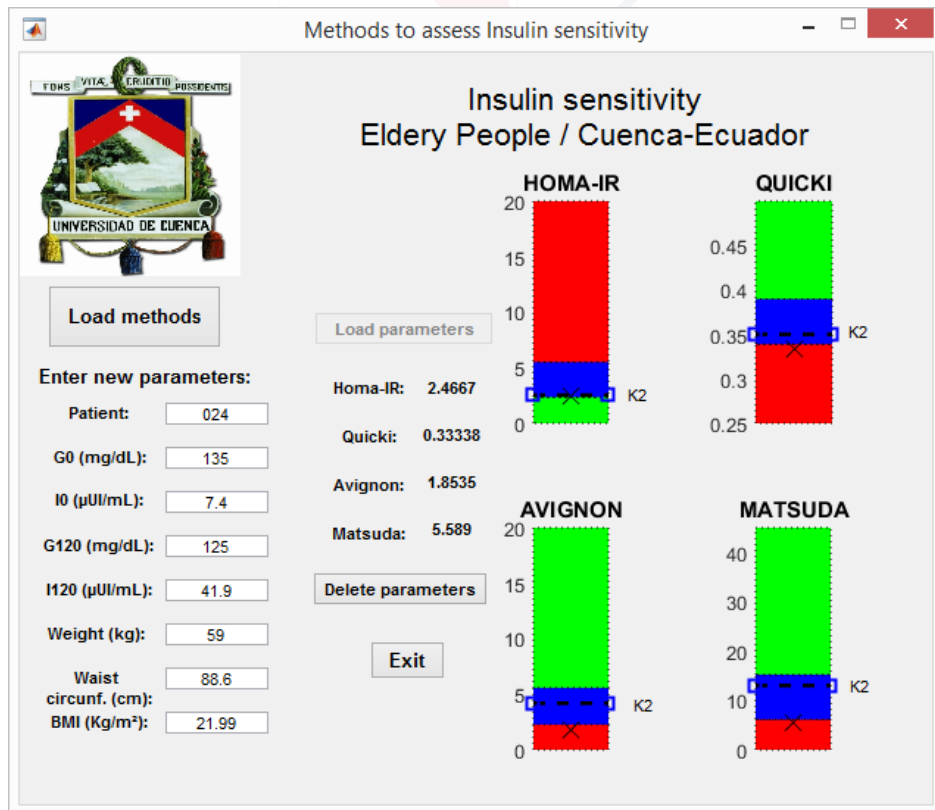 Methods to assess Insulin sensitivity
FONS VITÆ ERUDITIO POSSIDENTIS
UNIVERSIDAD DE CUENCA
Insulin sensitivity
Eldery People / Cuenca-Ecuador
Load methods
Enter new parameters:
Patient: 024
G0 (mg/dL): 135
I0 (µUI/mL): 7.4
G120 (mg/dL): 125
I120 (µUI/mL): 41.9
Weight (kg): 59
Waist
circunf. (cm): 88.6
BMI (Kg/m²): 21.99
Load parameters
Homa-IR: 2.4667
Quicki: 0.33338
Avignon: 1.8535
Matsuda: 5.589
Delete parameters
Exit
HOMA-IR
20
15
10
5
0
K2
QUICKI
0.45
0.4
0.35
0.3
0.25
K2
AVIGNON
20
15
10
5
0
K2
MATSUDA
40
30
20
10
0
K2